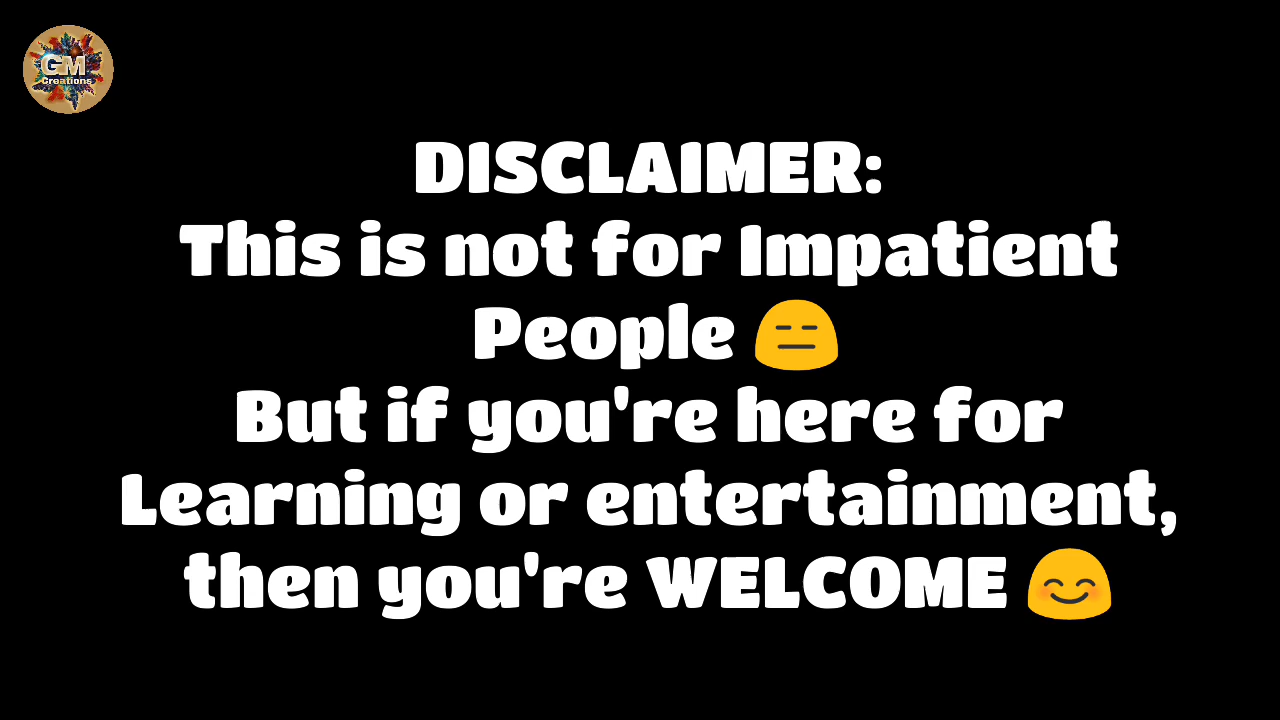 GM
Creations
DISCLAIMER:
This is not for Impatient
People 😑
But if you're here for
Learning or entertainment,
then you're WELCOME 😊